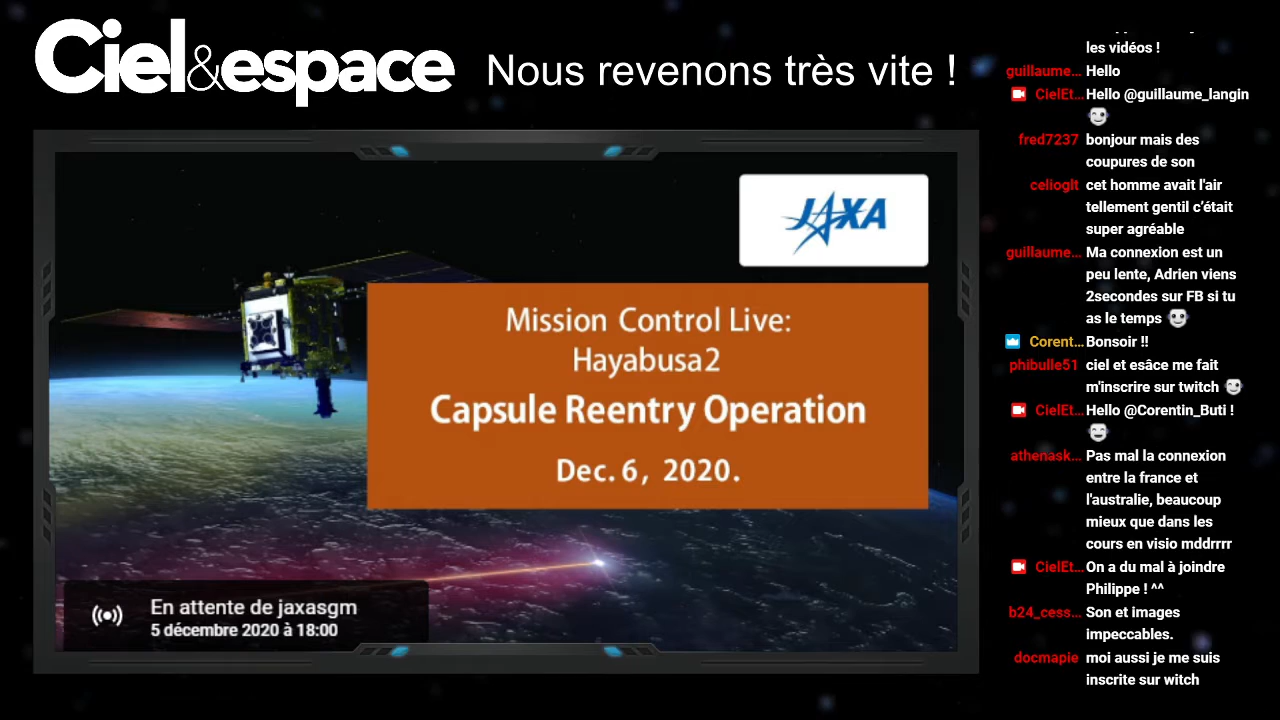 Ciel&espace
Nous revenons très vite !
JAXA
Mission Control Live:
Hayabusa2
Capsule Reentry Operation
Dec. 6, 2020.
En attente de jaxasgm
5 décembre 2020 à 18:00
les vidéos !
guillaume... Hello
CielEt... Hello @guillaume_langin
fred7237 bonjour mais des
coupures de son
celioglt cet homme avait l'air
tellement gentil c'était
super agréable
guillaume... Ma connexion est un
peu lente, Adrien viens
2secondes sur FB si tu
as le temps
Corent... Bonsoir !!
phibulle51 ciel et esâce me fait
m'inscrire sur twitch
CielEt... Hello @Corentin_Buti !
athenask... Pas mal la connexion
entre la france et
l'australie, beaucoup
mieux que dans les
cours en visio mddrrrr
CielEt... On a du mal à joindre
Philippe ! ^^
b24_cess... Son et images
impeccables.
docmapie moi aussi je me suis
inscrite sur witch